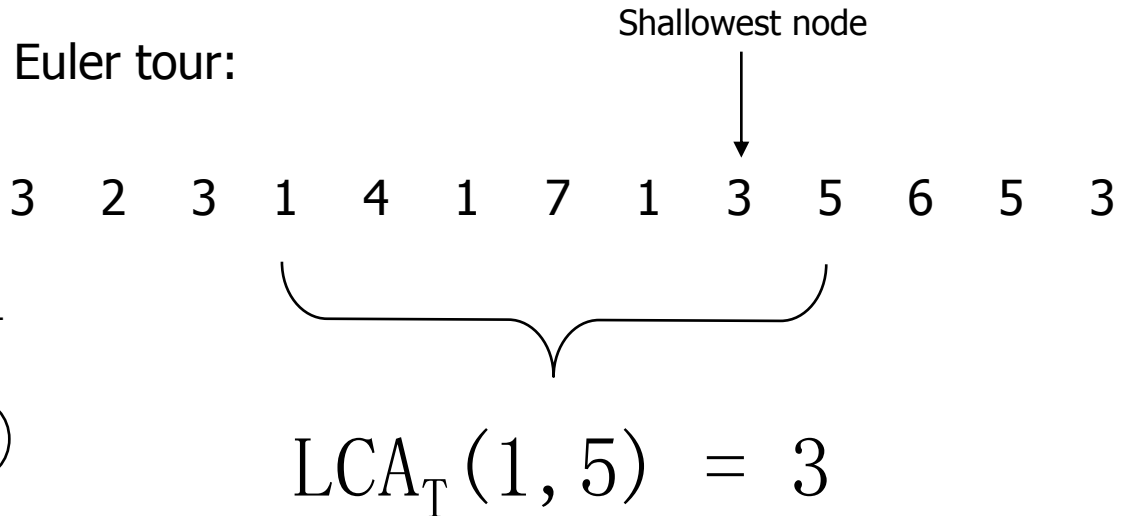 Shallowest node
Euler tour:
3 2 3 1 4 1 7 1 3 5 6 5 3
LCA_T(1,5) = 3